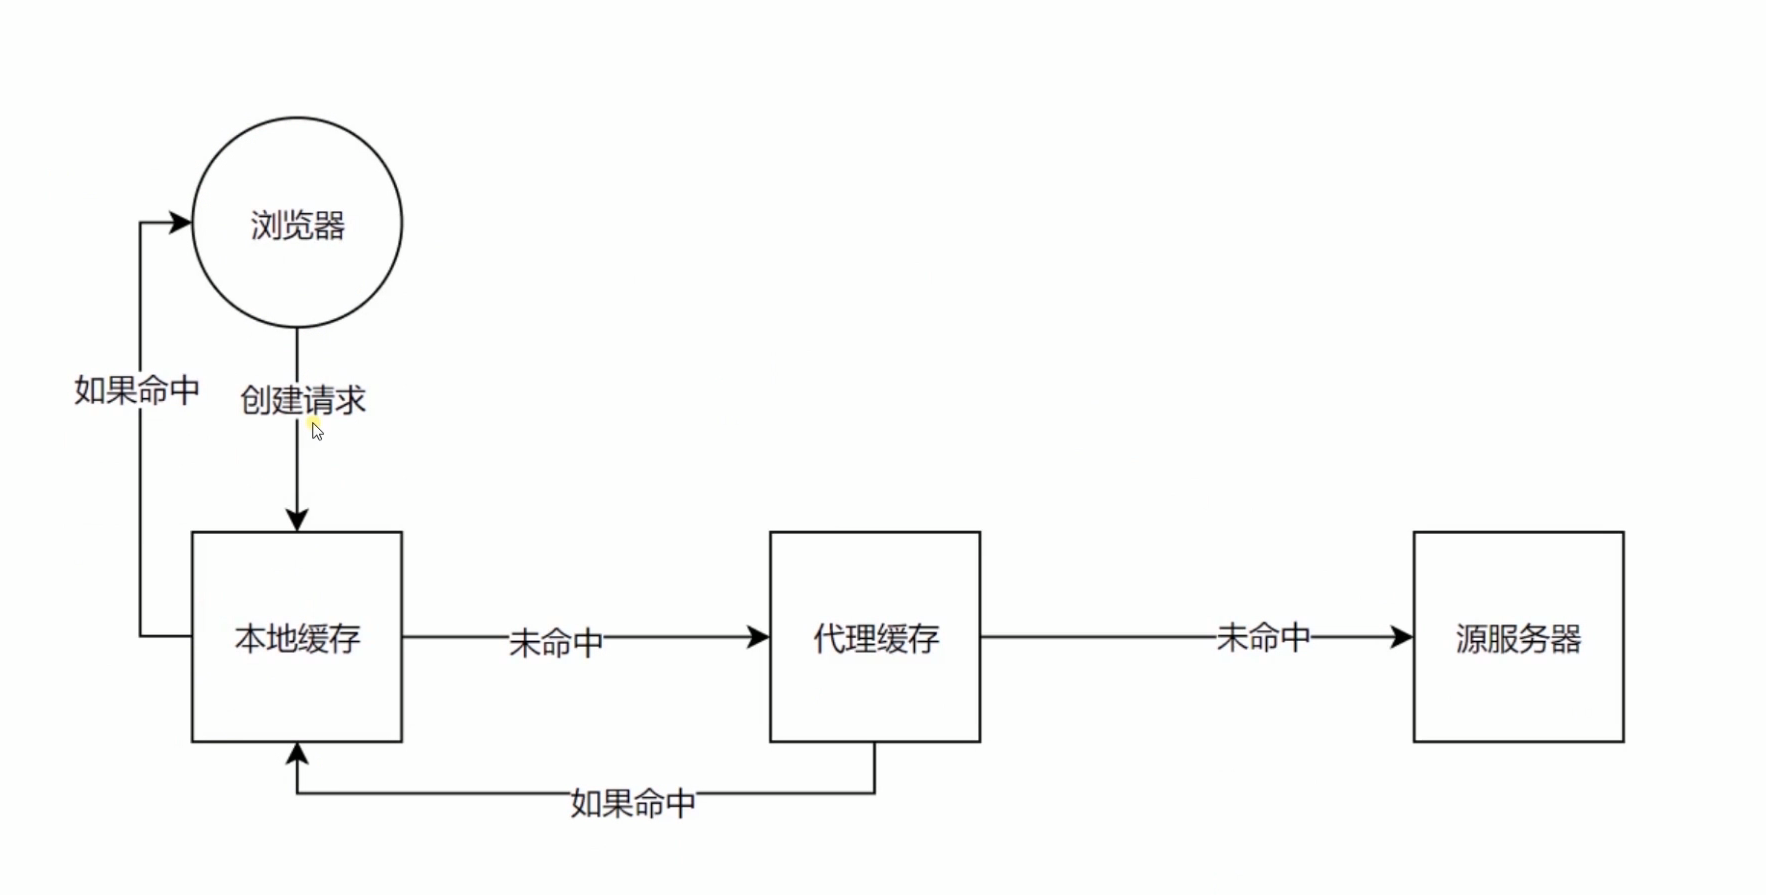 浏览器
如果命中
创建请求
本地缓存
未命中
代理缓存
未命中
源服务器
如果命中